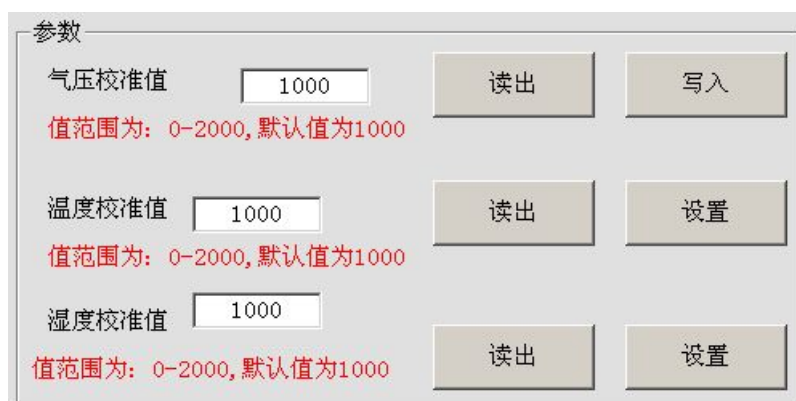 参数
气压校准值 1000 读出 写入
值范围为: 0-2000,默认值为1000
温度校准值 1000 读出 设置
值范围为: 0-2000,默认值为1000
湿度校准值 1000
值范围为: 0-2000,默认值为1000 读出 设置